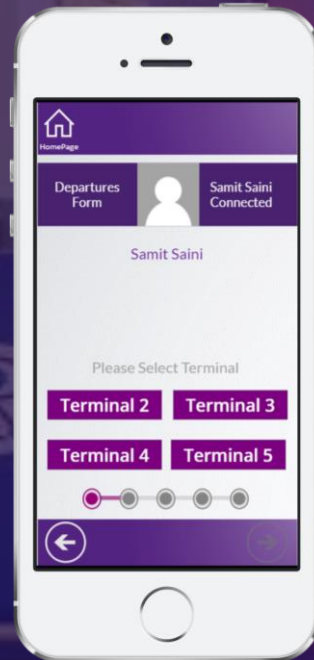 HomePage
Departures
Form
Samit Saini
Connected
Samit Saini
Please Select Terminal
Terminal 2
Terminal 3
Terminal 4
Terminal 5